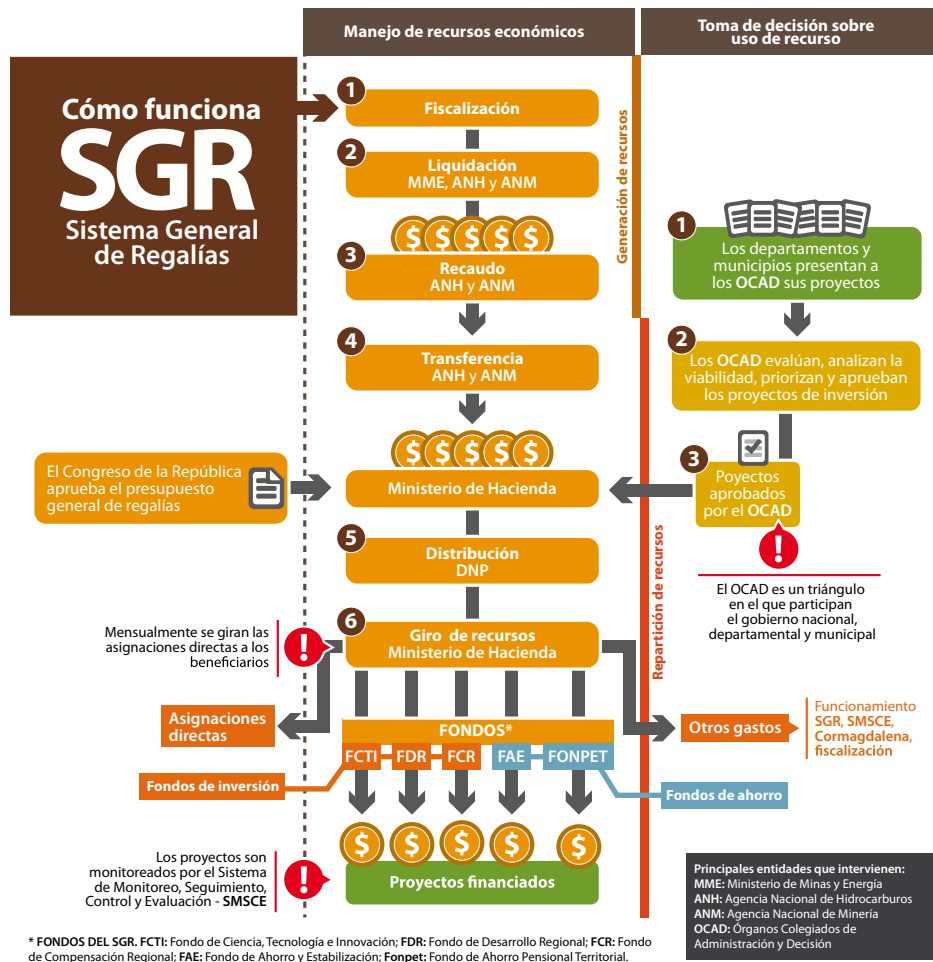 Manejo de recursos económicos
Toma de decisión sobre
uso de recurso
Cómo funciona
SGR
Sistema General
de Regalías
1
Fiscalización
2
Liquidación
MME, ANH y ANM
$ $ $ $ $
3
Recaudo
ANH y ANM
4
Transferencia
ANH y ANM
$ $ $ $ $
Ministerio de Hacienda
El Congreso de la República
aprueba el presupuesto
general de regalías
5
Distribución
DNP
6
Giro de recursos
Ministerio de Hacienda
Mensualmente se giran las
asignaciones directas a los
beneficiarios
!
Generación de recursos
Repartición de recursos
1
Los departamentos y
municipios presentan a
los OCAD sus proyectos
2
Los OCAD evalúan, analizan la
viabilidad, priorizan y aprueban
los proyectos de inversión
3
Poyectos
aprobados
por el OCAD
!
El OCAD es un triángulo
en el que participan
el gobierno nacional,
departamental y municipal
Asignaciones
directas
FONDOS*
FCTI FDR FCR FAE FONPET
Otros gastos
Funcionamiento
SGR, SMSCE,
Cormagdalena,
fiscalización
Fondos de inversión
Fondos de ahorro
$ $ $ $ $
Proyectos financiados
Los proyectos son
monitoreados por el Sistema
de Monitoreo, Seguimiento,
Control y Evaluación - SMSCE
!
Principales entidades que intervienen:
MME: Ministerio de Minas y Energía
ANH: Agencia Nacional de Hidrocarburos
ANM: Agencia Nacional de Minería
OCAD: Órganos Colegiados de
Administración y Decisión
* FONDOS DEL SGR. FCTI: Fondo de Ciencia, Tecnología e Innovación; FDR: Fondo de Desarrollo Regional; FCR: Fondo
de Compensación Regional; FAE: Fondo de Ahorro y Estabilización; Fonpet: Fondo de Ahorro Pensional Territorial.